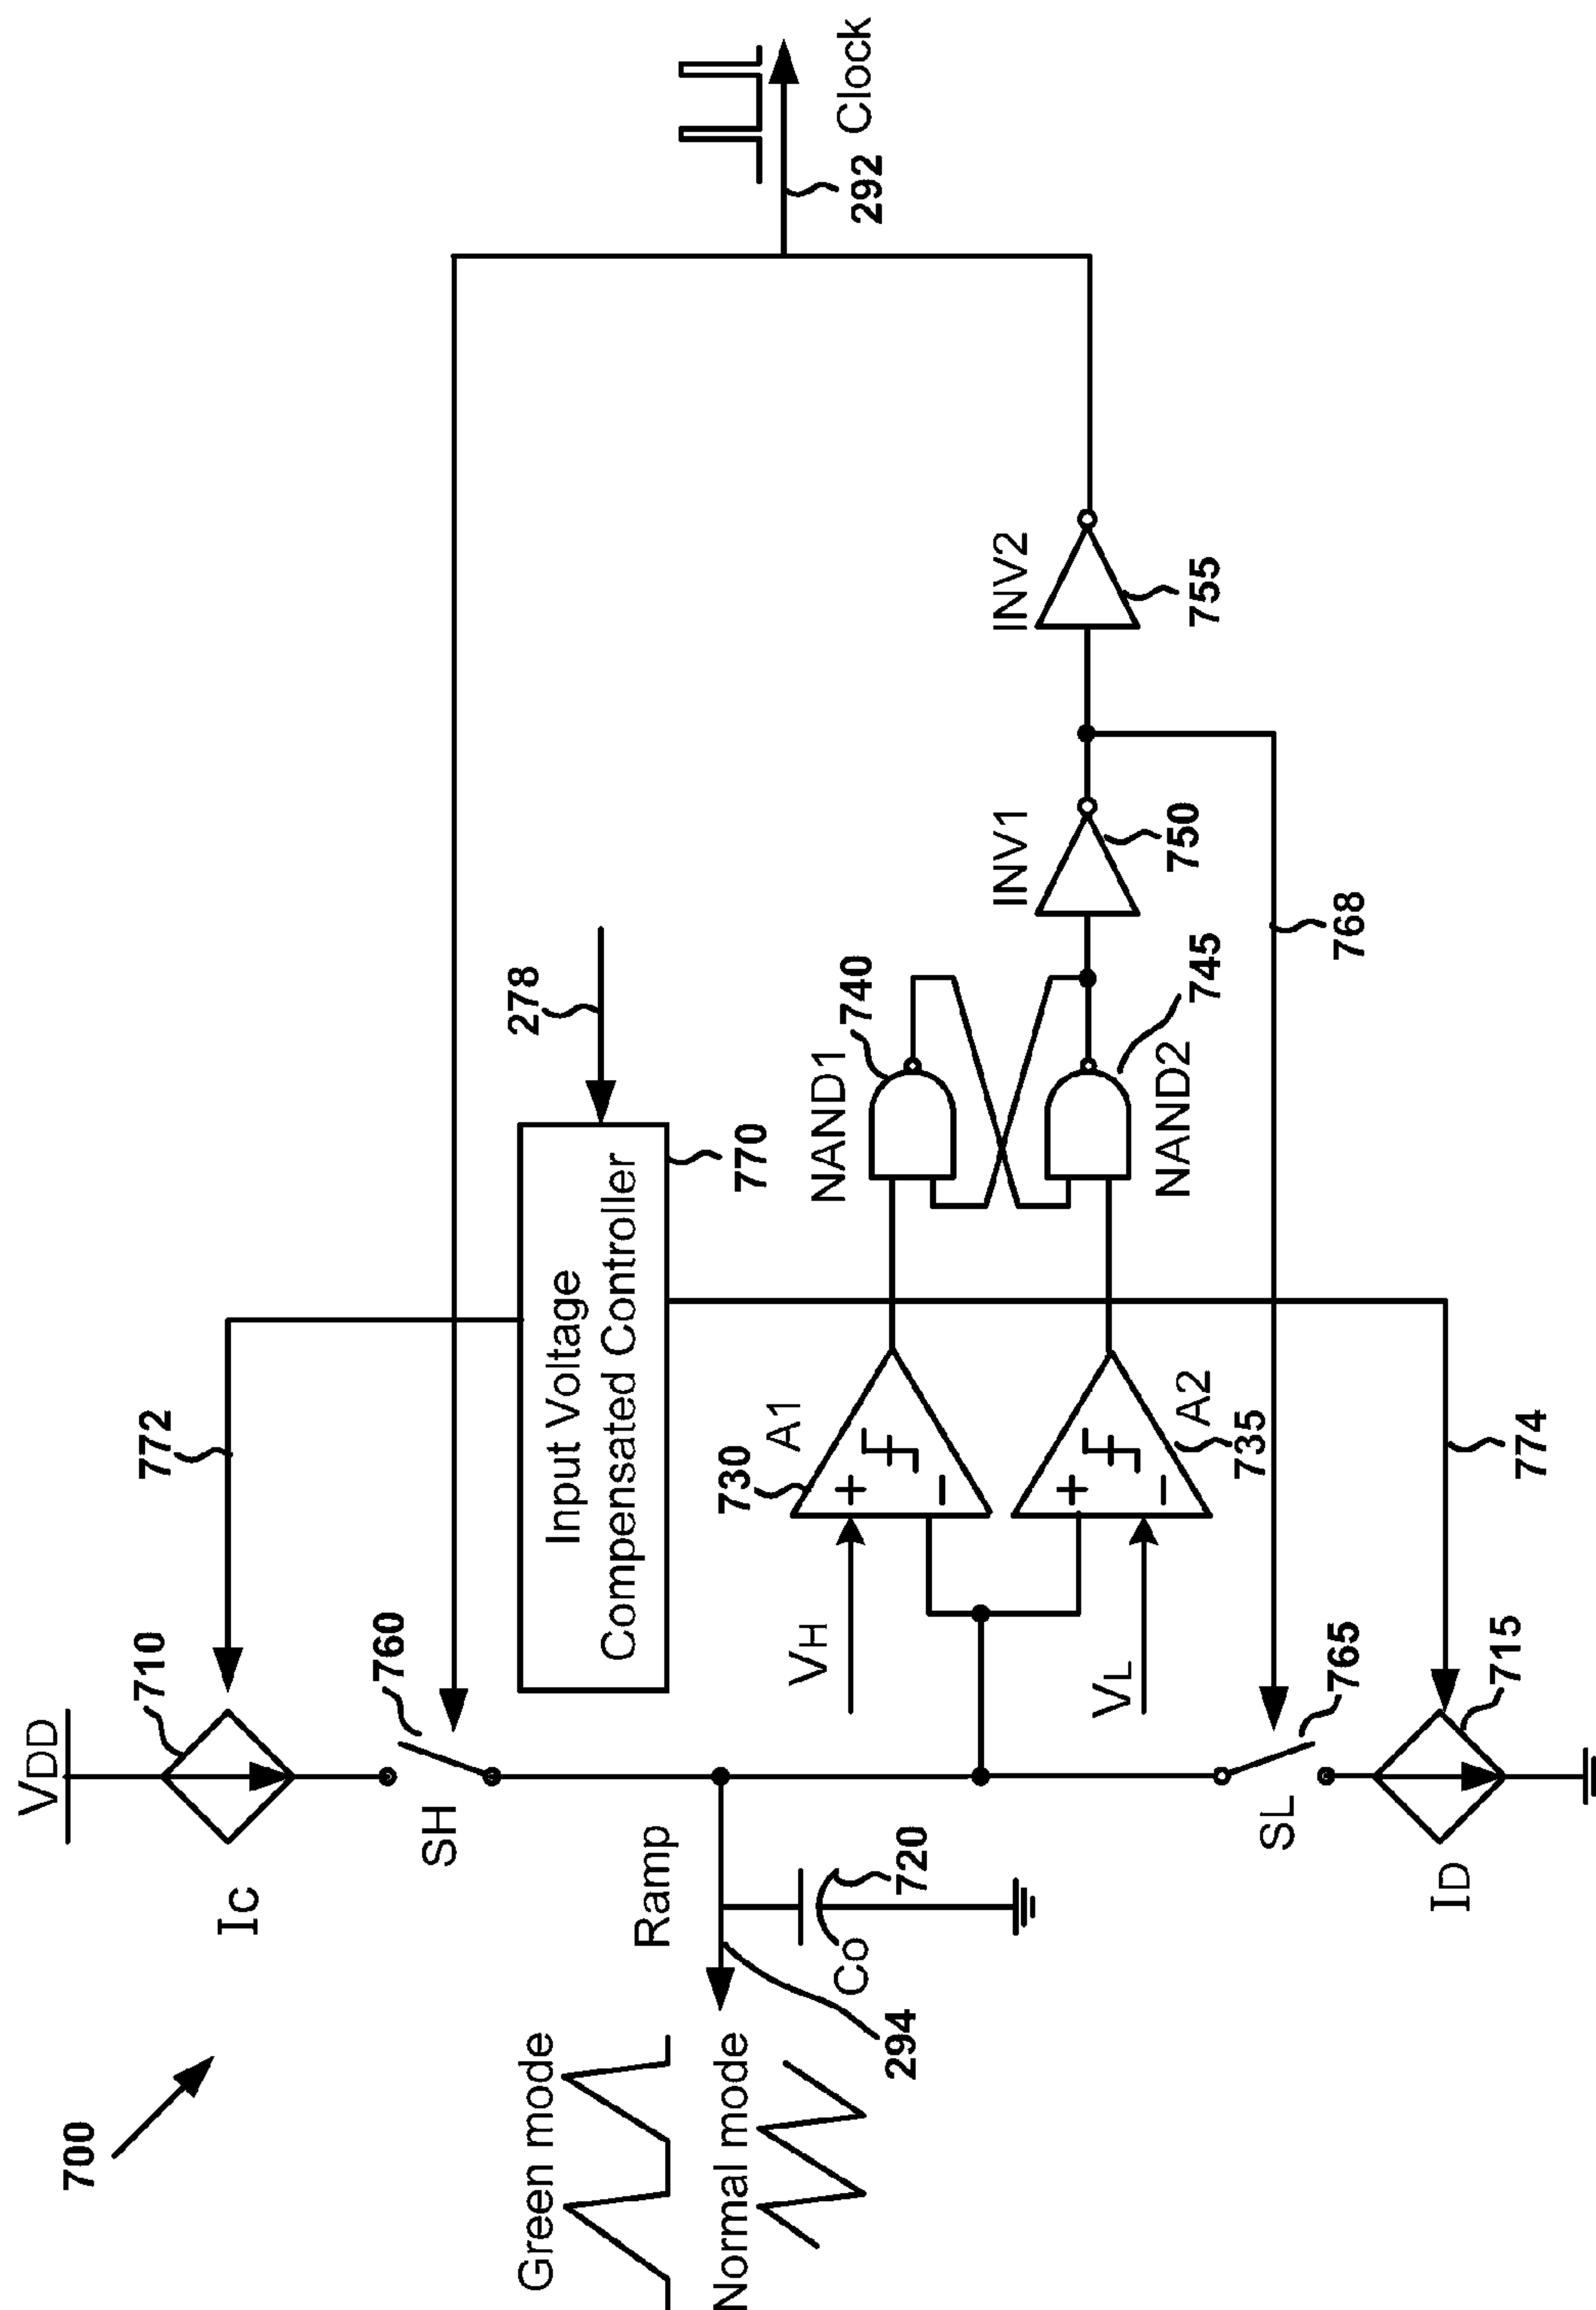 700
VDD
710
IC
772
760
SH
278
Input Voltage
Compensated Controller
770
Green mode
Normal mode
Ramp
294
720
Co
VH
730
A1
NAND1
740
292
Clock
VL
735
A2
NAND2
745
INV1
750
INV2
755
768
SL
765
ID
715
774
+
−
+
−